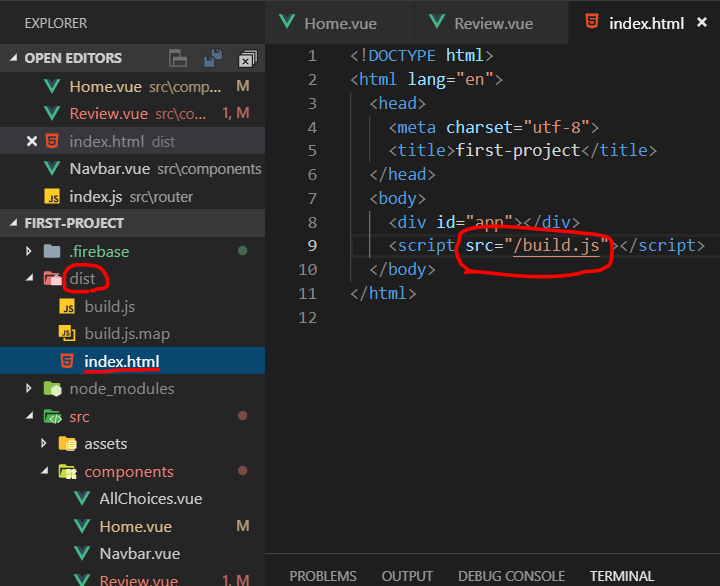 EXPLORER
OPEN EDITORS
Home.vue src\comp... M
Review.vue src\co... 1, M
index.html dist
Navbar.vue src\components
index.js src\router
FIRST-PROJECT
.firebase
dist
build.js
build.js.map
index.html
node_modules
src
assets
components
AllChoices.vue
Home.vue M
Navbar.vue
Review.vue 1, M
Home.vue Review.vue index.html
1 <!DOCTYPE html>
2 <html lang="en">
3 <head>
4 <meta charset="utf-8">
5 <title>first-project</title>
6 </head>
7 <body>
8 <div id="app"></div>
9 <script src="/build.js"></script>
10 </body>
11 </html>
12
PROBLEMS OUTPUT DEBUG CONSOLE TERMINAL